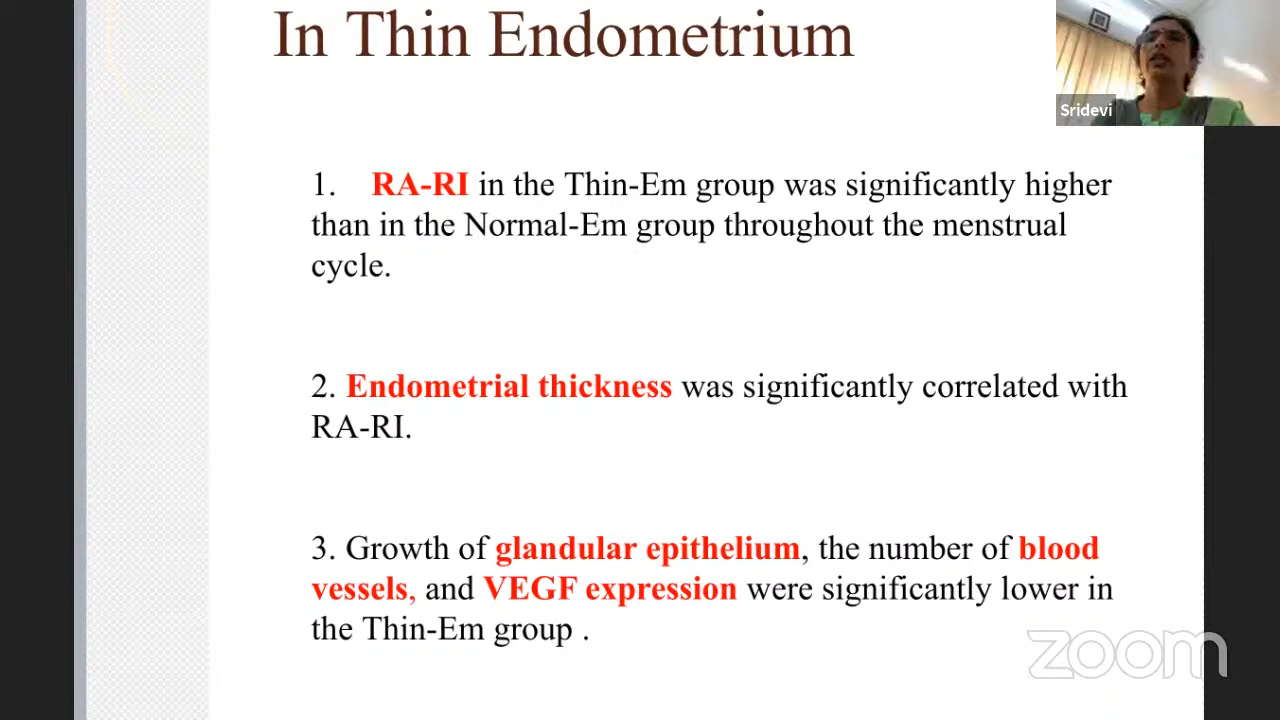 In Thin Endometrium
Sridevi
1. RA-RI in the Thin-Em group was significantly higher
than in the Normal-Em group throughout the menstrual
cycle.
2. Endometrial thickness was significantly correlated with
RA-RI.
3. Growth of glandular epithelium, the number of blood
vessels, and VEGF expression were significantly lower in
the Thin-Em group .
zoom